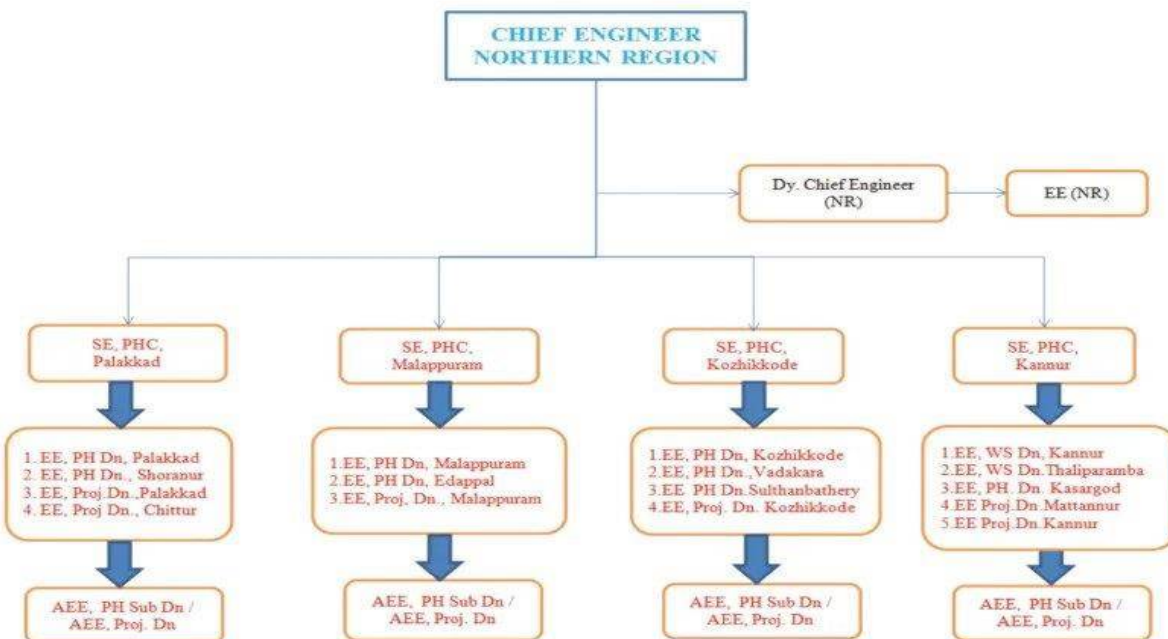 CHIEF ENGINEER
NORTHERN REGION
Dy. Chief Engineer
(NR)
EE (NR)
SE, PHC,
Palakkad
SE, PHC,
Malappuram
SE, PHC,
Kozhikkode
SE, PHC,
Kannur
1.EE, PH Dn, Palakkad
2. EE, PH Dn., Shoranur
3. EE, Proj.Dn.,Palakkad
4. EE, Proj Dn., Chittur
1.EE, PH Dn, Malappuram
2.EE, PH Dn, Edappal
3.EE, Proj, Dn., Malappuram
1.EE, PH Dn, Kozhikkode
2.EE, PH Dn.,Vadakara
3.EE PH Dn.Sulthanbathery
4.EE, Proj. Dn. Kozhikkode
1.EE, WS Dn, Kannur
2.EE, WS Dn.Thaliparamba
3.EE, PH. Dn. Kasargod
4.EE Proj.Dn.Mattannur
5.EE Proj.Dn.Kannur
AEE, PH Sub Dn /
AEE, Proj. Dn
AEE, PH Sub Dn /
AEE, Proj. Dn
AEE, PH Sub Dn /
AEE, Proj. Dn
AEE, PH Sub Dn /
AEE, Proj. Dn